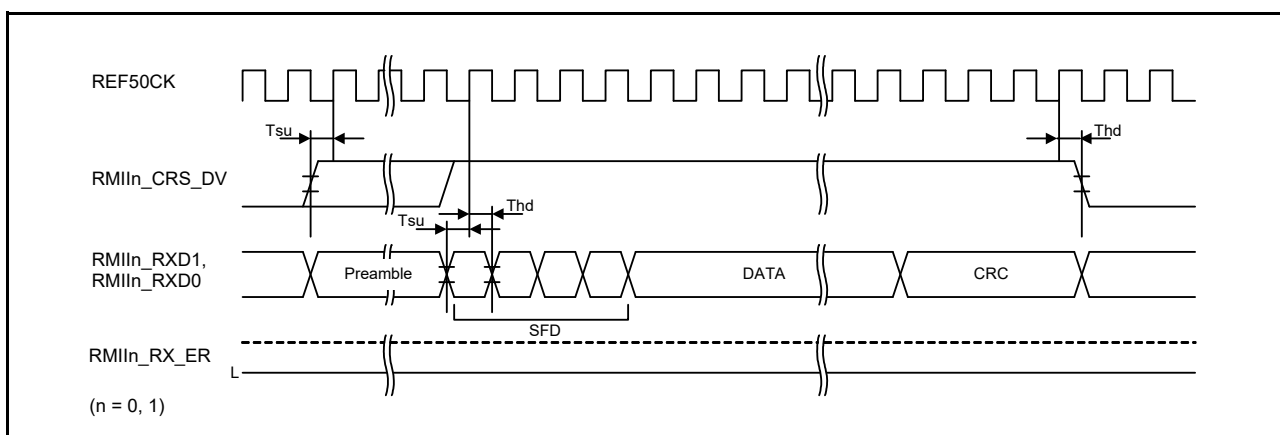 REF50CK
Tsu
Thd
RMIIn_CRS_DV
Tsu
Thd
RMIIn_RXD1,
RMIIn_RXD0
Preamble
DATA
CRC
SFD
RMIIn_RX_ER
L
(n = 0, 1)